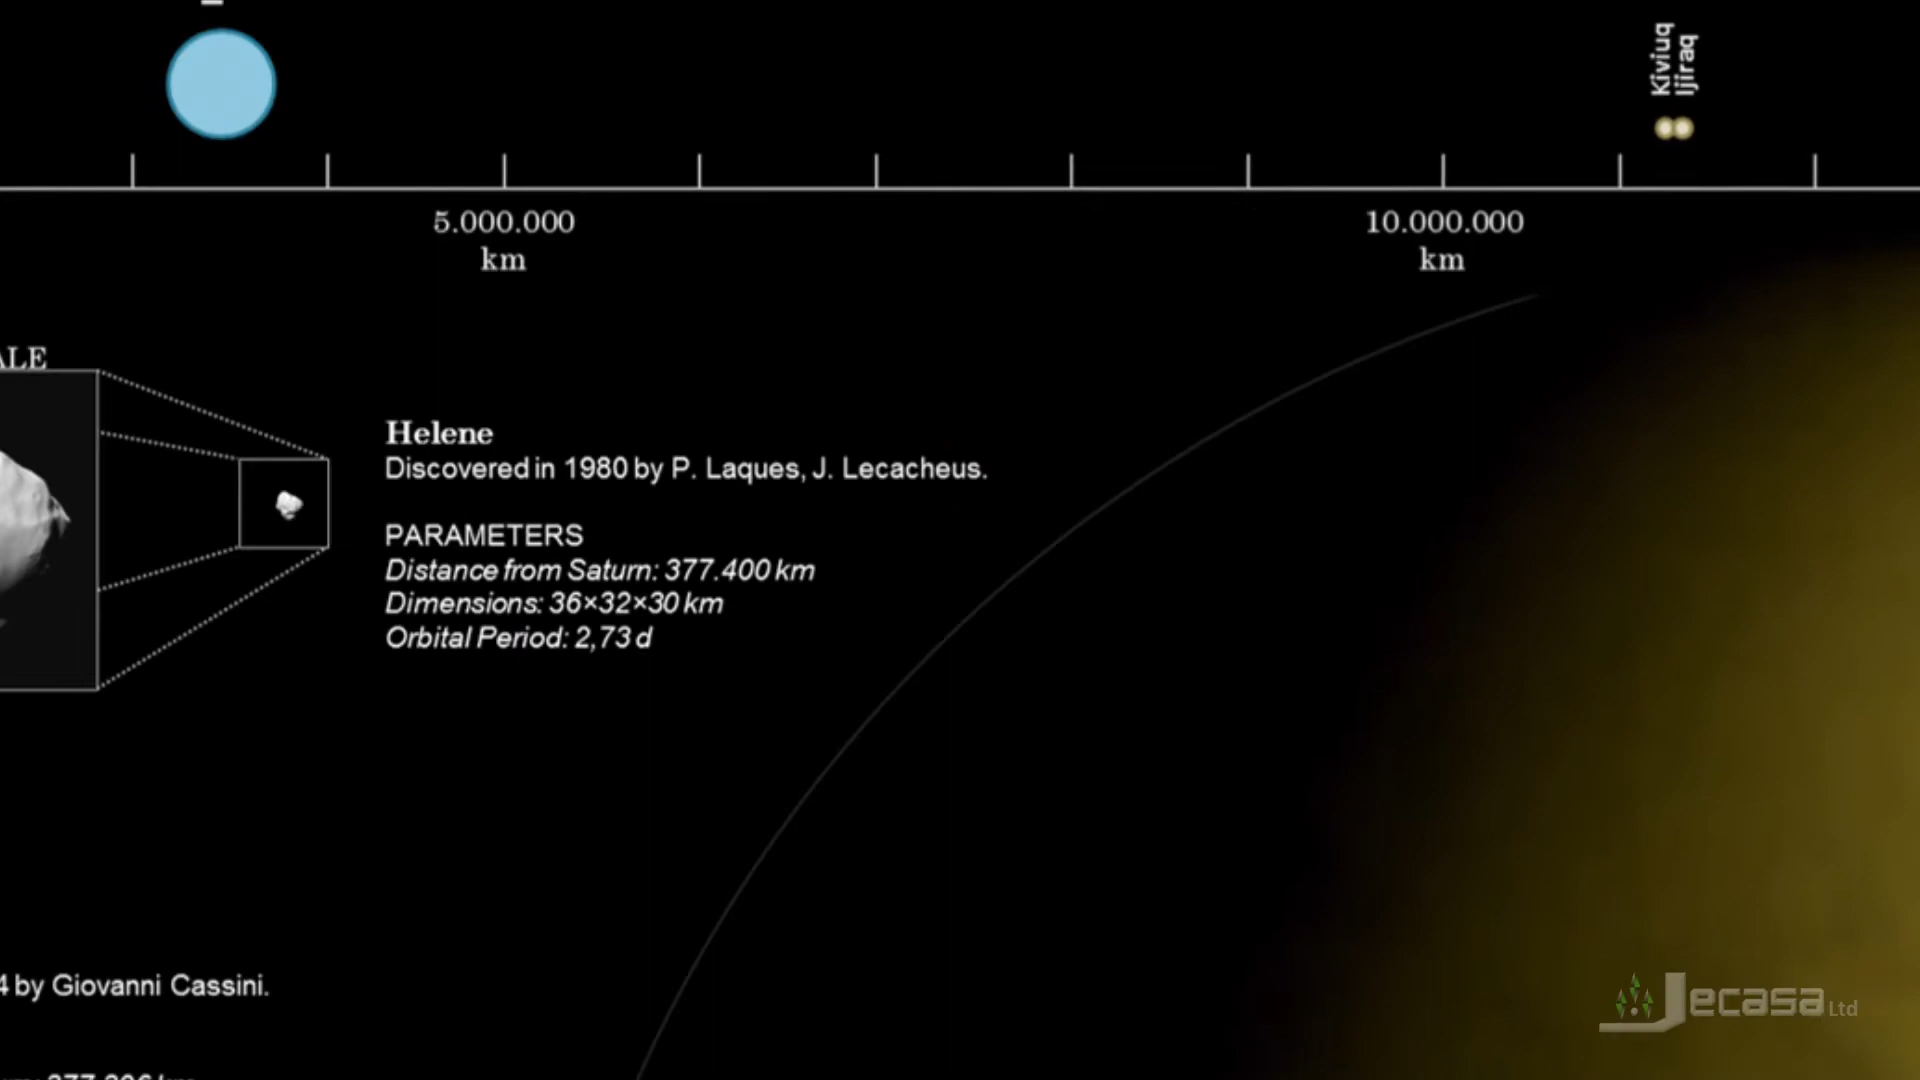 Kiviuq
Ijiraq
5.000.000
km
10.000.000
km
ALE
Helene
Discovered in 1980 by P. Laques, J. Lecacheus.
PARAMETERS
Distance from Saturn: 377.400 km
Dimensions: 36×32×30 km
Orbital Period: 2,73 d
4 by Giovanni Cassini.
Jecasa Ltd